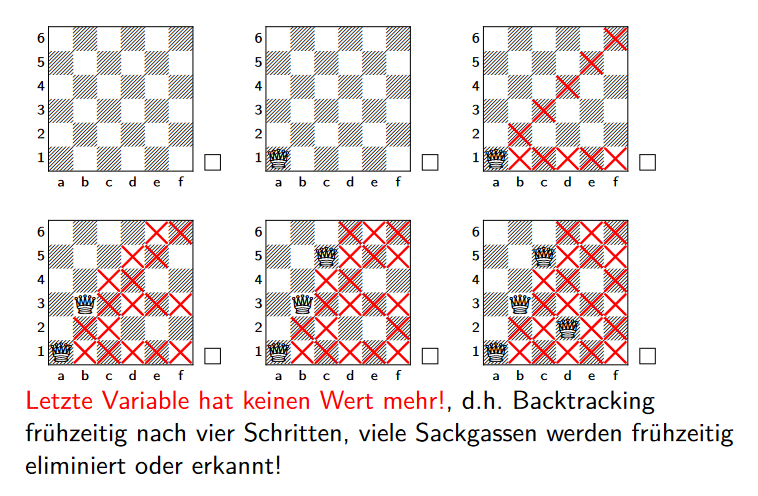 6 6 6
5 5 5
4 4 4
3 3 3
2 2 2
1 1 1
a b c d e f a b c d e f a b c d e f
6 6 6
5 5 5
4 4 4
3 3 3
2 2 2
1 1 1
a b c d e f a b c d e f a b c d e f
Letzte Variable hat keinen Wert mehr!, d.h. Backtracking
frühzeitig nach vier Schritten, viele Sackgassen werden frühzeitig
eliminiert oder erkannt!